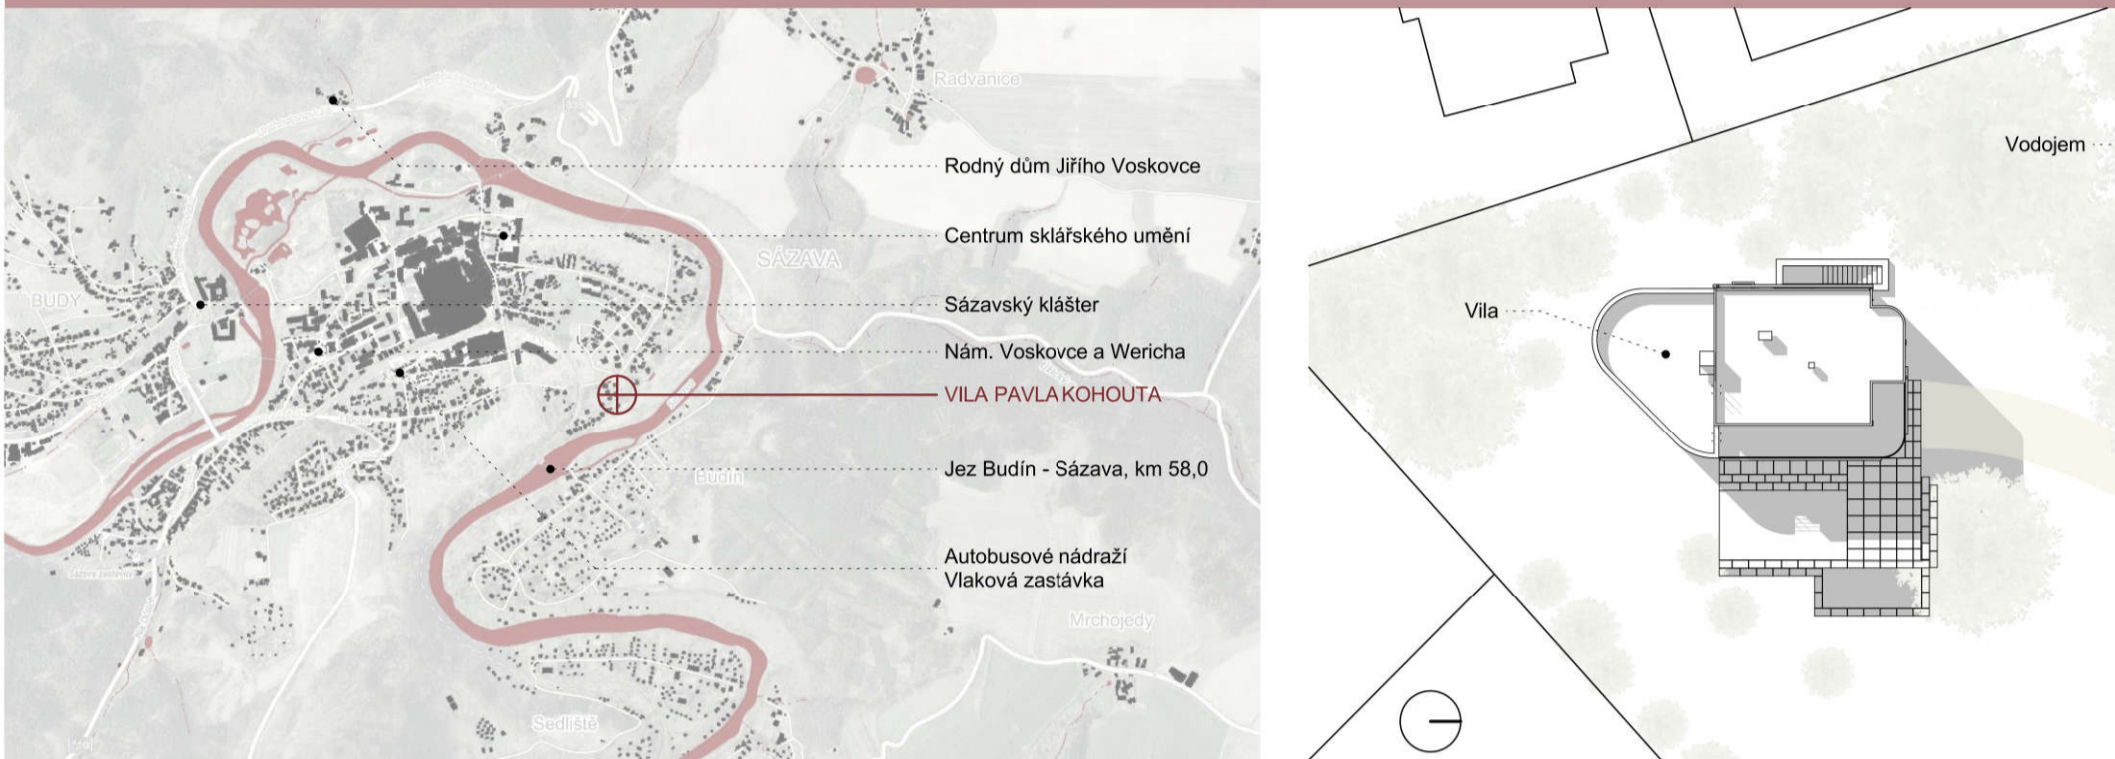 Radvanice
Rodný dům Jiřího Voskovce
Centrum sklářského umění
SÁZAVA
BUDY
Sázavský klášter
Nám. Voskovce a Wericha
VILA PAVLA KOHOUTA
Jez Budín - Sázava, km 58,0
Budín
Autobusové nádraží
Vlaková zastávka
Mrchojedy
Sedliště
Vodojem
Vila